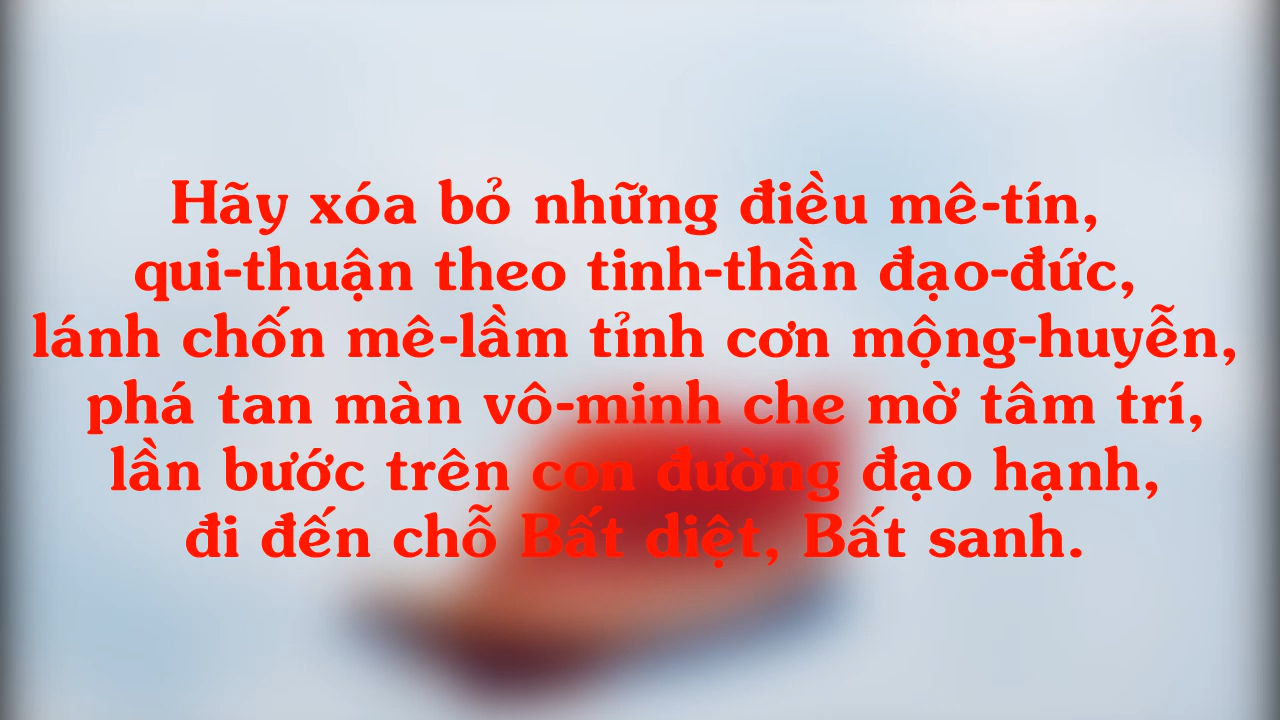 Hãy xóa bỏ những điều mê-tín,
qui-thuận theo tinh-thần đạo-đức,
lánh chốn mê-lầm tỉnh cơn mộng-huyễn,
phá tan màn vô-minh che mờ tâm trí,
lần bước trên con đường đạo hạnh,
đi đến chỗ Bất diệt, Bất sanh.